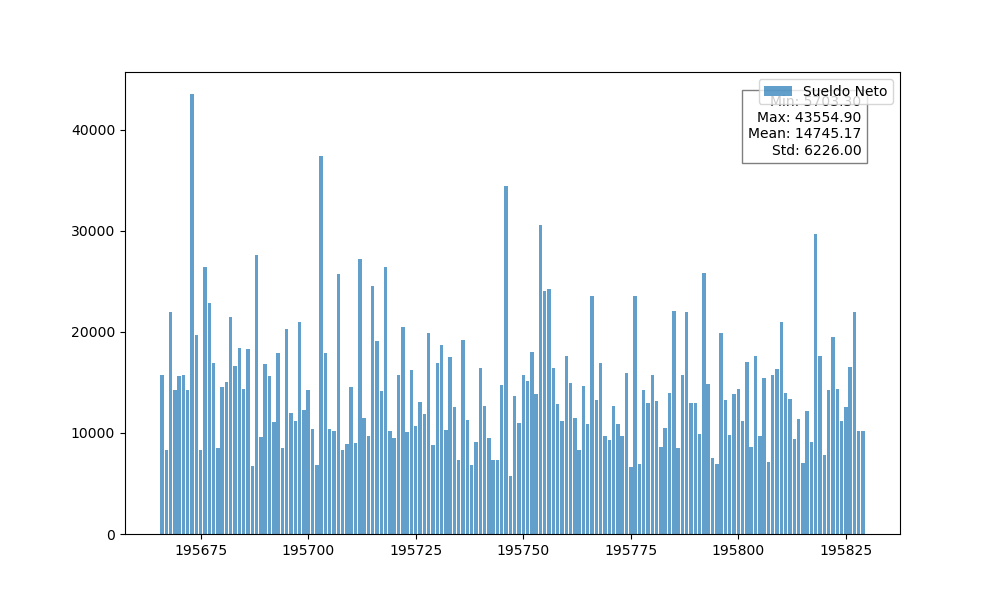 Sueldo Neto
Min: 5703.30
Max: 43554.90
Mean: 14745.17
Std: 6226.00
40000
30000
20000
10000
0
195675 195700 195725 195750 195775 195800 195825